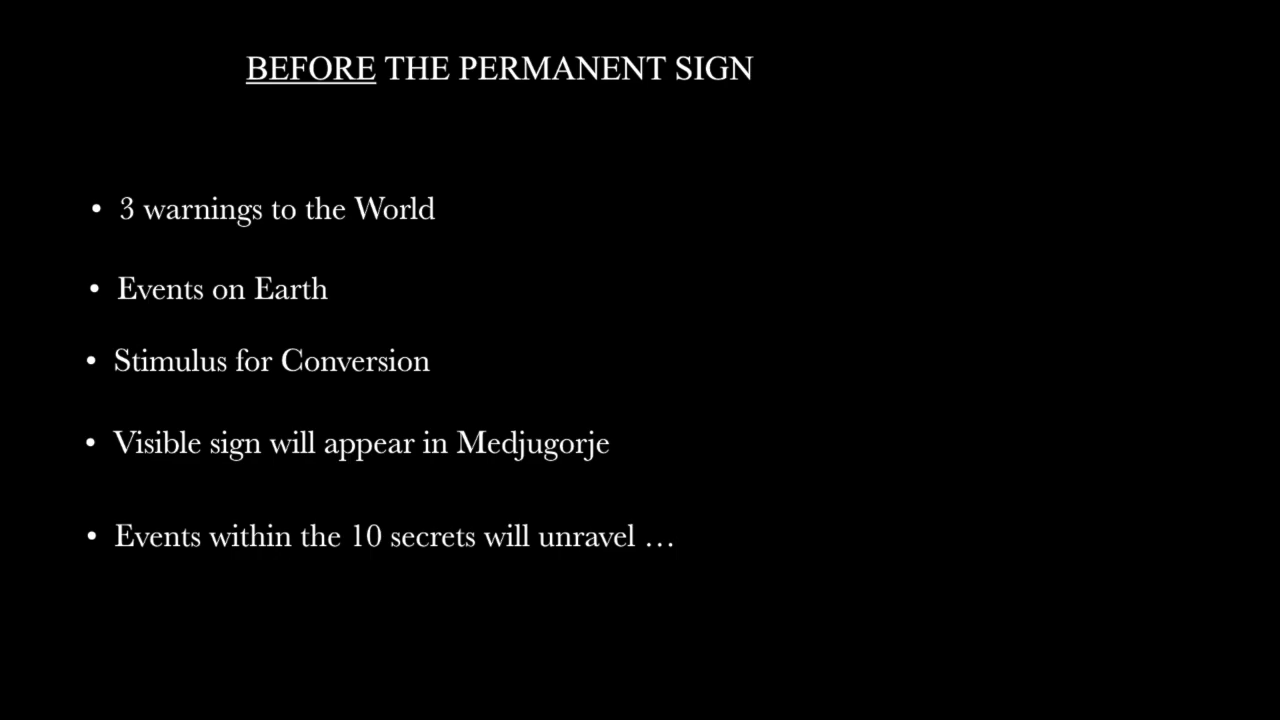 BEFORE THE PERMANENT SIGN
• 3 warnings to the World
• Events on Earth
• Stimulus for Conversion
• Visible sign will appear in Medjugorje
• Events within the 10 secrets will unravel …